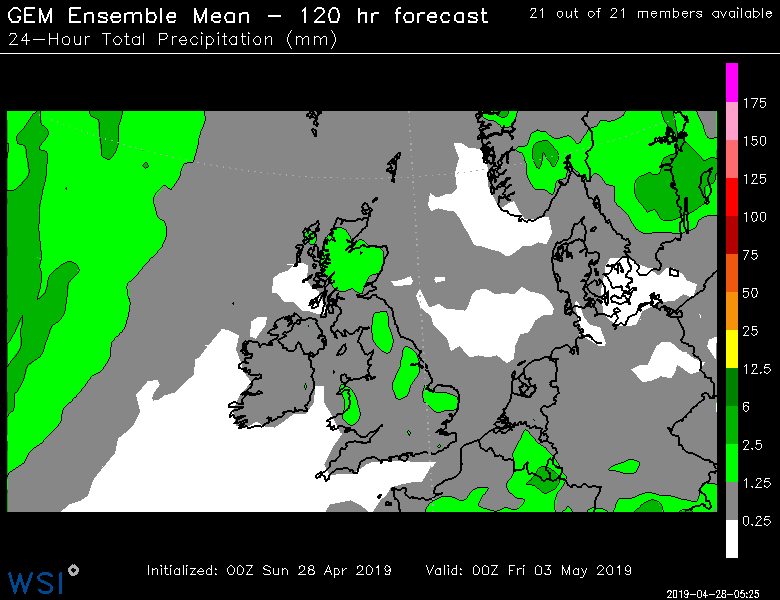 GEM Ensemble Mean - 120 hr forecast
21 out of 21 members available
24-Hour Total Precipitation (mm)
175
150
125
100
75
50
25
12.5
6
2.5
1.25
0.25
Initialized: 00Z Sun 28 Apr 2019 Valid: 00Z Fri 03 May 2019
WSI
2019-04-28-05:25